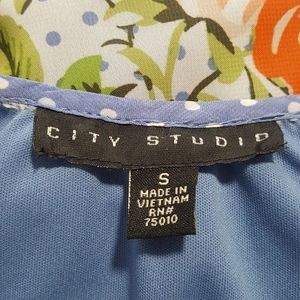 CITY STUDIO
S
MADE IN
VIETNAM
RN#
75010